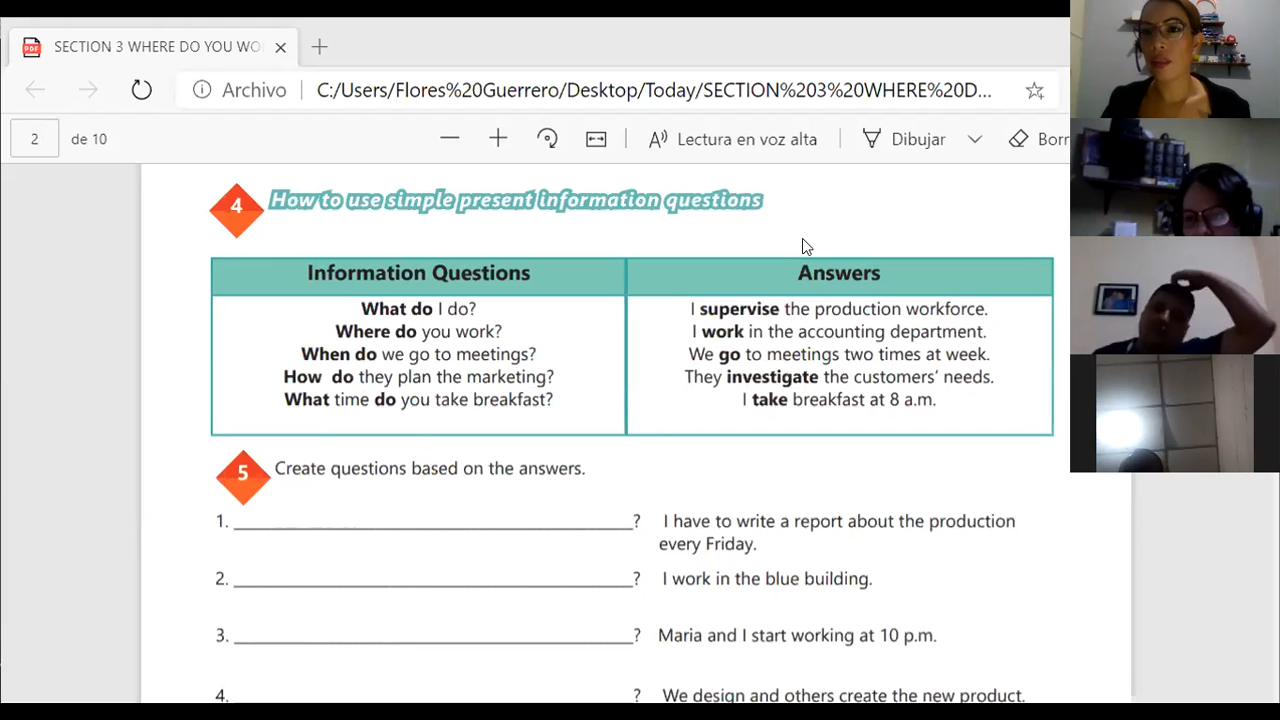 SECTION 3 WHERE DO YOU WO
Archivo
C:/Users/Flores%20Guerrero/Desktop/Today/SECTION%203%20WHERE%20D...
2 de 10
Lectura en voz alta
Dibujar
Borr
4 How to use simple present information questions
Information Questions
What do I do?
Where do you work?
When do we go to meetings?
How do they plan the marketing?
What time do you take breakfast?
Answers
I supervise the production workforce.
I work in the accounting department.
We go to meetings two times at week.
They investigate the customers' needs.
I take breakfast at 8 a.m.
5 Create questions based on the answers.
1. ? I have to write a report about the production
every Friday.
2. ? I work in the blue building.
3. ? Maria and I start working at 10 p.m.
4. ? We design and others create the new product.